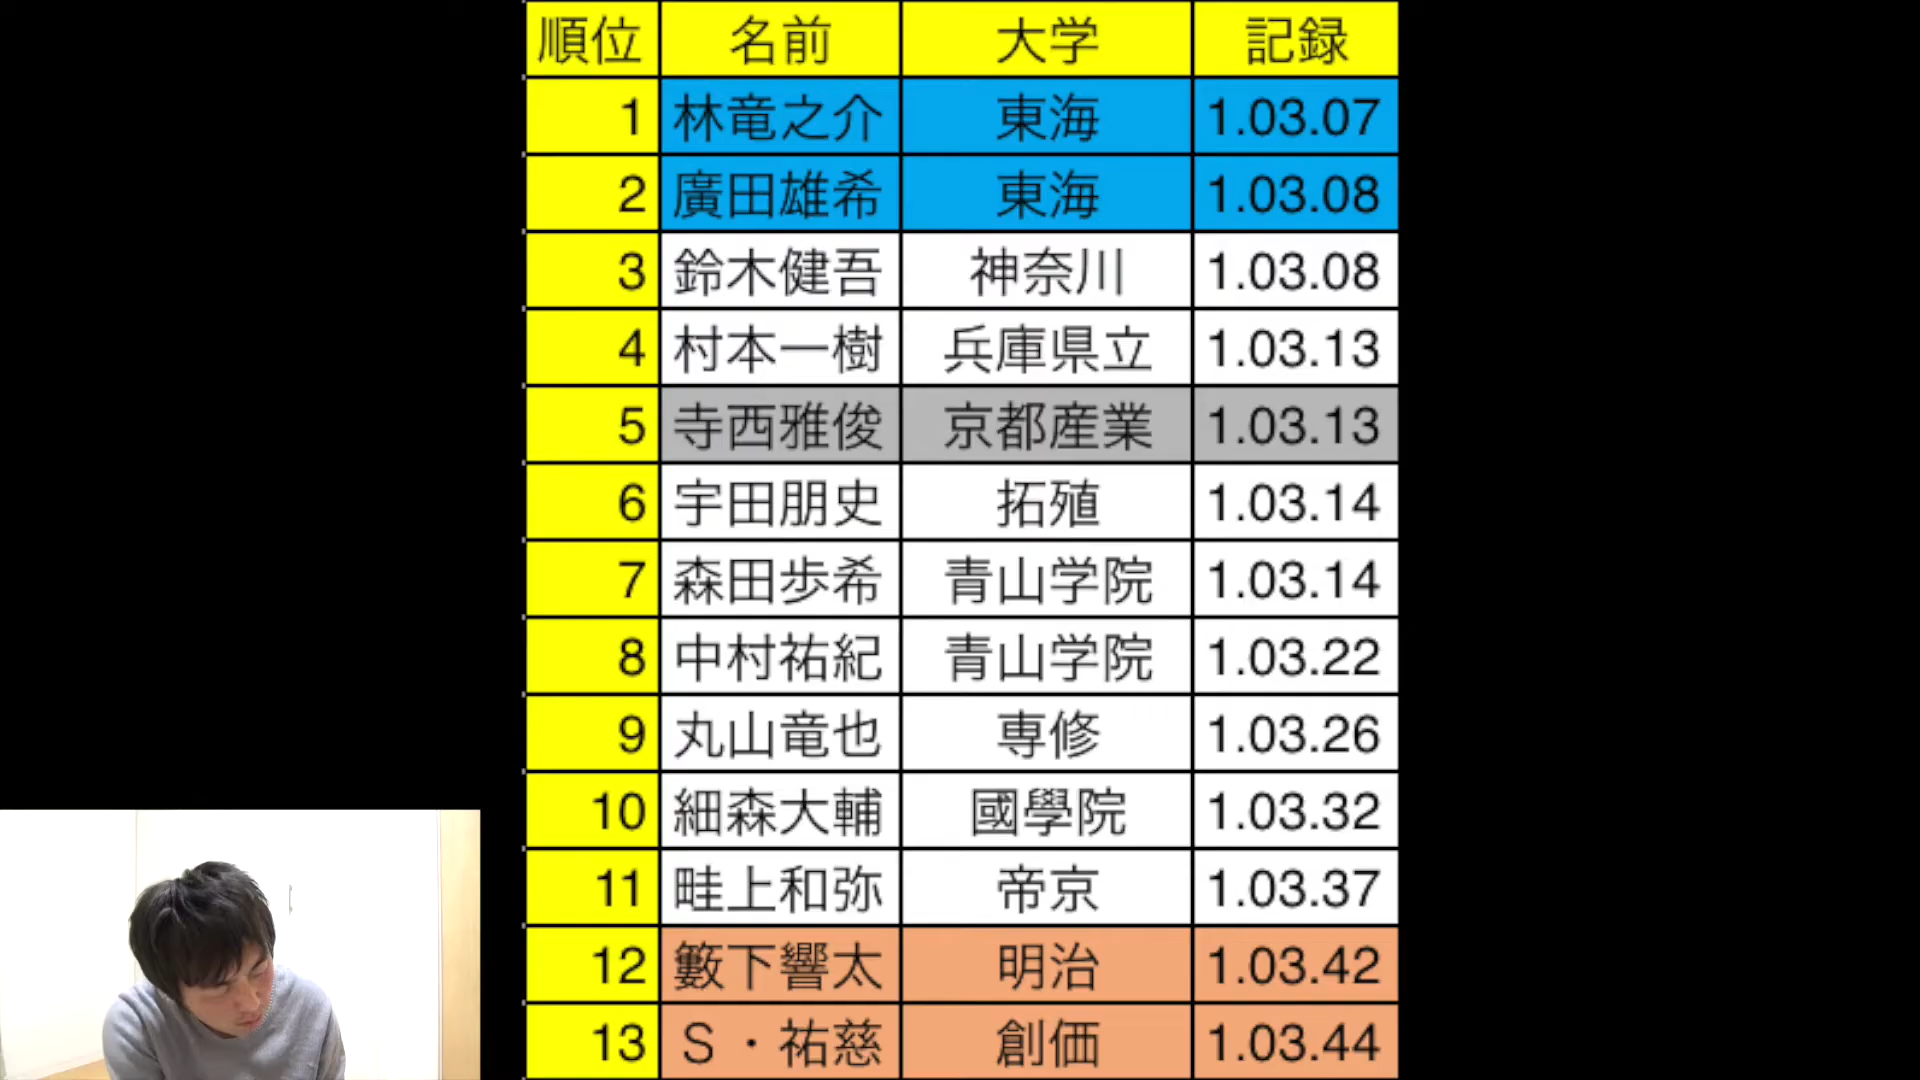 順位 名前 大学 記録
1 林竜之介 東海 1.03.07
2 廣田雄希 東海 1.03.08
3 鈴木健吾 神奈川 1.03.08
4 村本一樹 兵庫県立 1.03.13
5 寺西雅俊 京都産業 1.03.13
6 宇田朋史 拓殖 1.03.14
7 森田歩希 青山学院 1.03.14
8 中村祐紀 青山学院 1.03.22
9 丸山竜也 専修 1.03.26
10 細森大輔 國學院 1.03.32
11 畦上和弥 帝京 1.03.37
12 籔下響太 明治 1.03.42
13 S・祐慈 創価 1.03.44